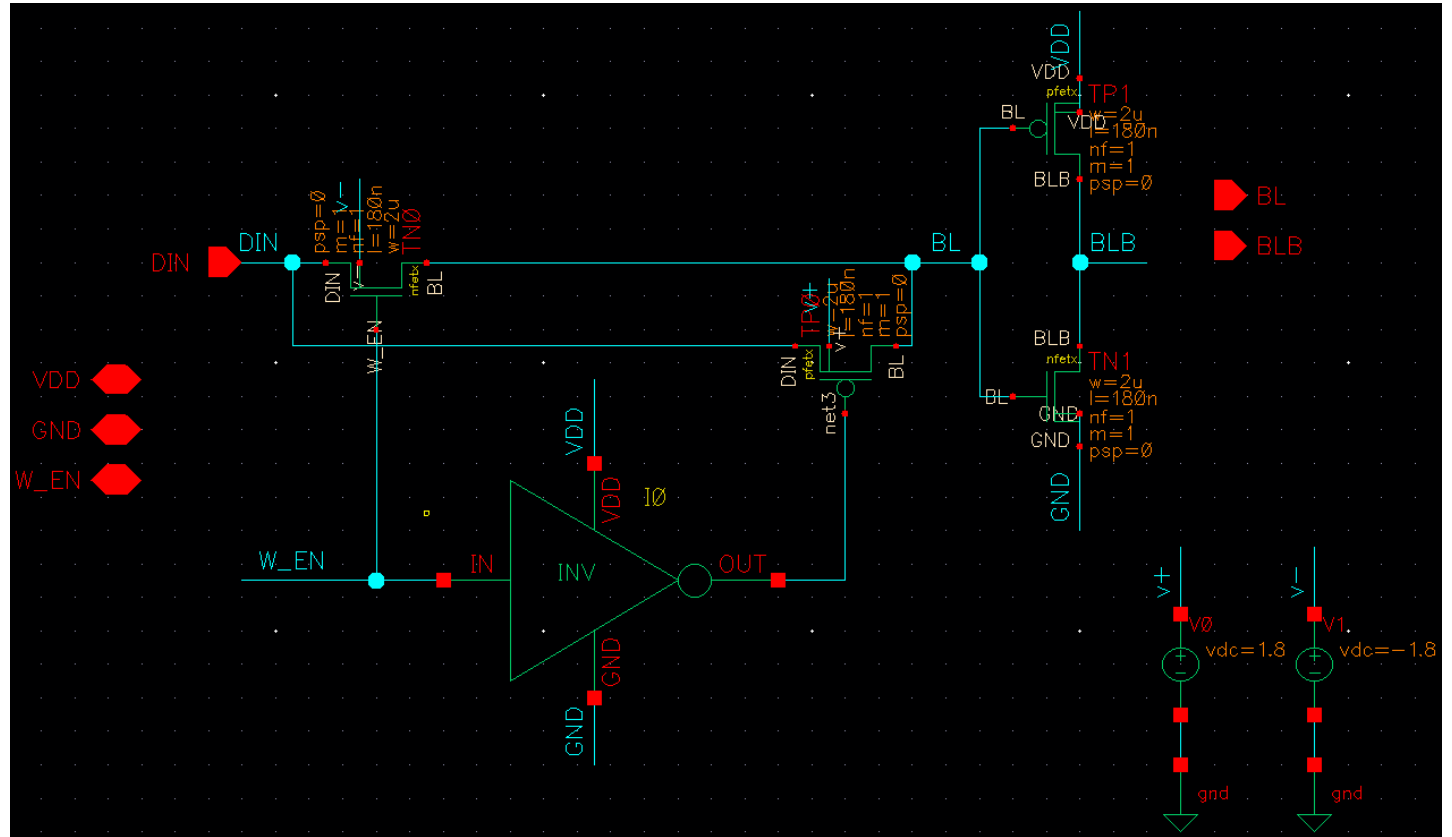 VDD
VDD
pfetx
TP1
BL
VDD
w=2u
l=180n
nf=1
m=1
psp=0
BLB
BL
BLB
DIN
DIN
psp=0
m=1
nf=1
l=180n
w=2u
TN0
v-
v-
DIN
nfetx
BL
W_EN
BL
BLB
v+
TP0
w=2u
l=180n
nf=1
m=1
psp=0
v+
DIN
pfetx
BL
net3
BLB
nfetx
TN1
w=2u
l=180n
nf=1
m=1
psp=0
BL
GND
GND
GND
VDD
GND
W_EN
VDD
VDD
I0
W_EN
IN
INV
OUT
GND
GND
v+
V0
vdc=1.8
gnd
v-
V1
vdc=-1.8
gnd